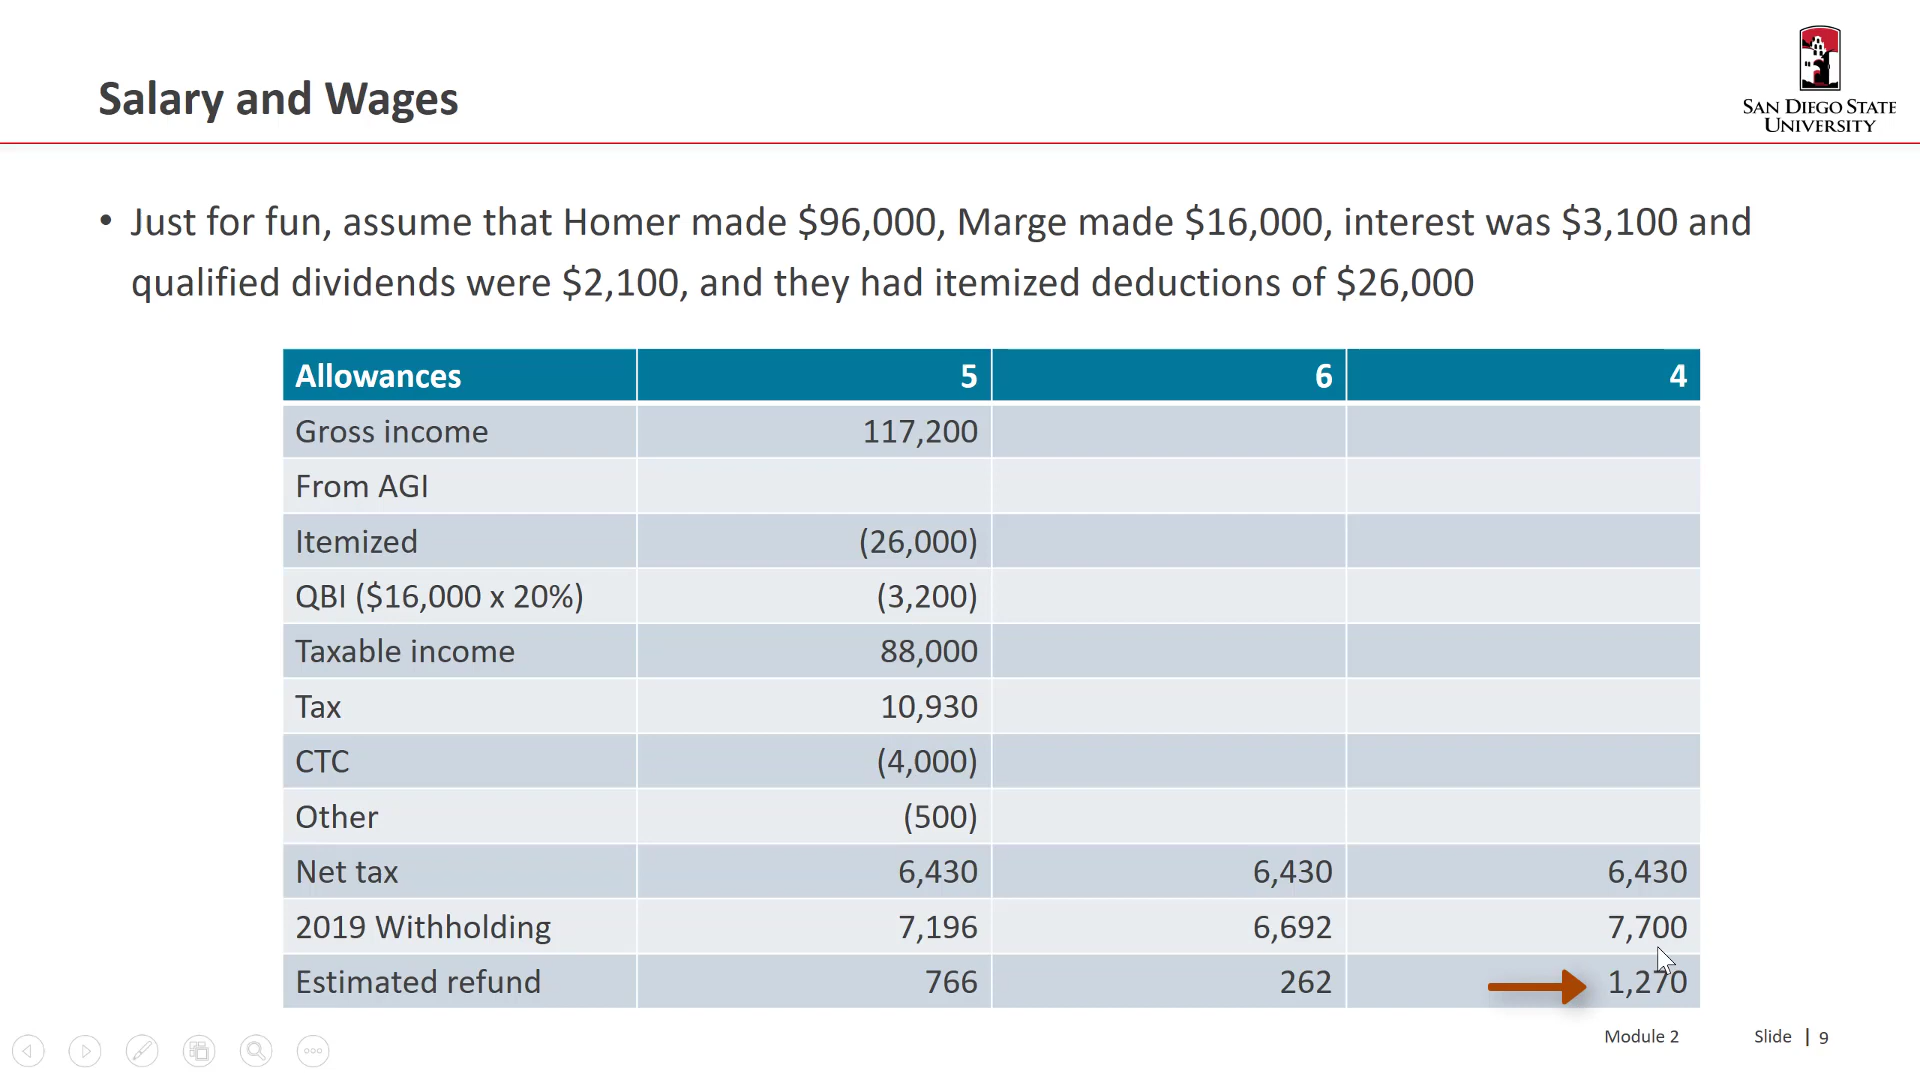 Salary and Wages
SAN DIEGO STATE
UNIVERSITY
• Just for fun, assume that Homer made $96,000, Marge made $16,000, interest was $3,100 and
qualified dividends were $2,100, and they had itemized deductions of $26,000
Allowances 5 6 4
Gross income 117,200
From AGI
Itemized (26,000)
QBI ($16,000 x 20%) (3,200)
Taxable income 88,000
Tax 10,930
CTC (4,000)
Other (500)
Net tax 6,430 6,430 6,430
2019 Withholding 7,196 6,692 7,700
Estimated refund 766 262 1,270
Module 2 Slide | 9